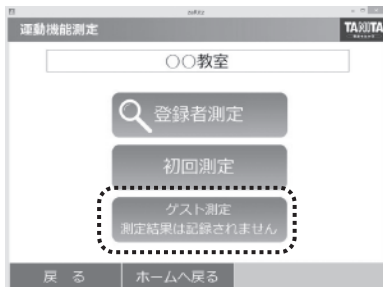 運動機能測定
TANITA
○○教室
登録者測定
初回測定
ゲスト測定
測定結果は記録されません
戻る
ホームへ戻る